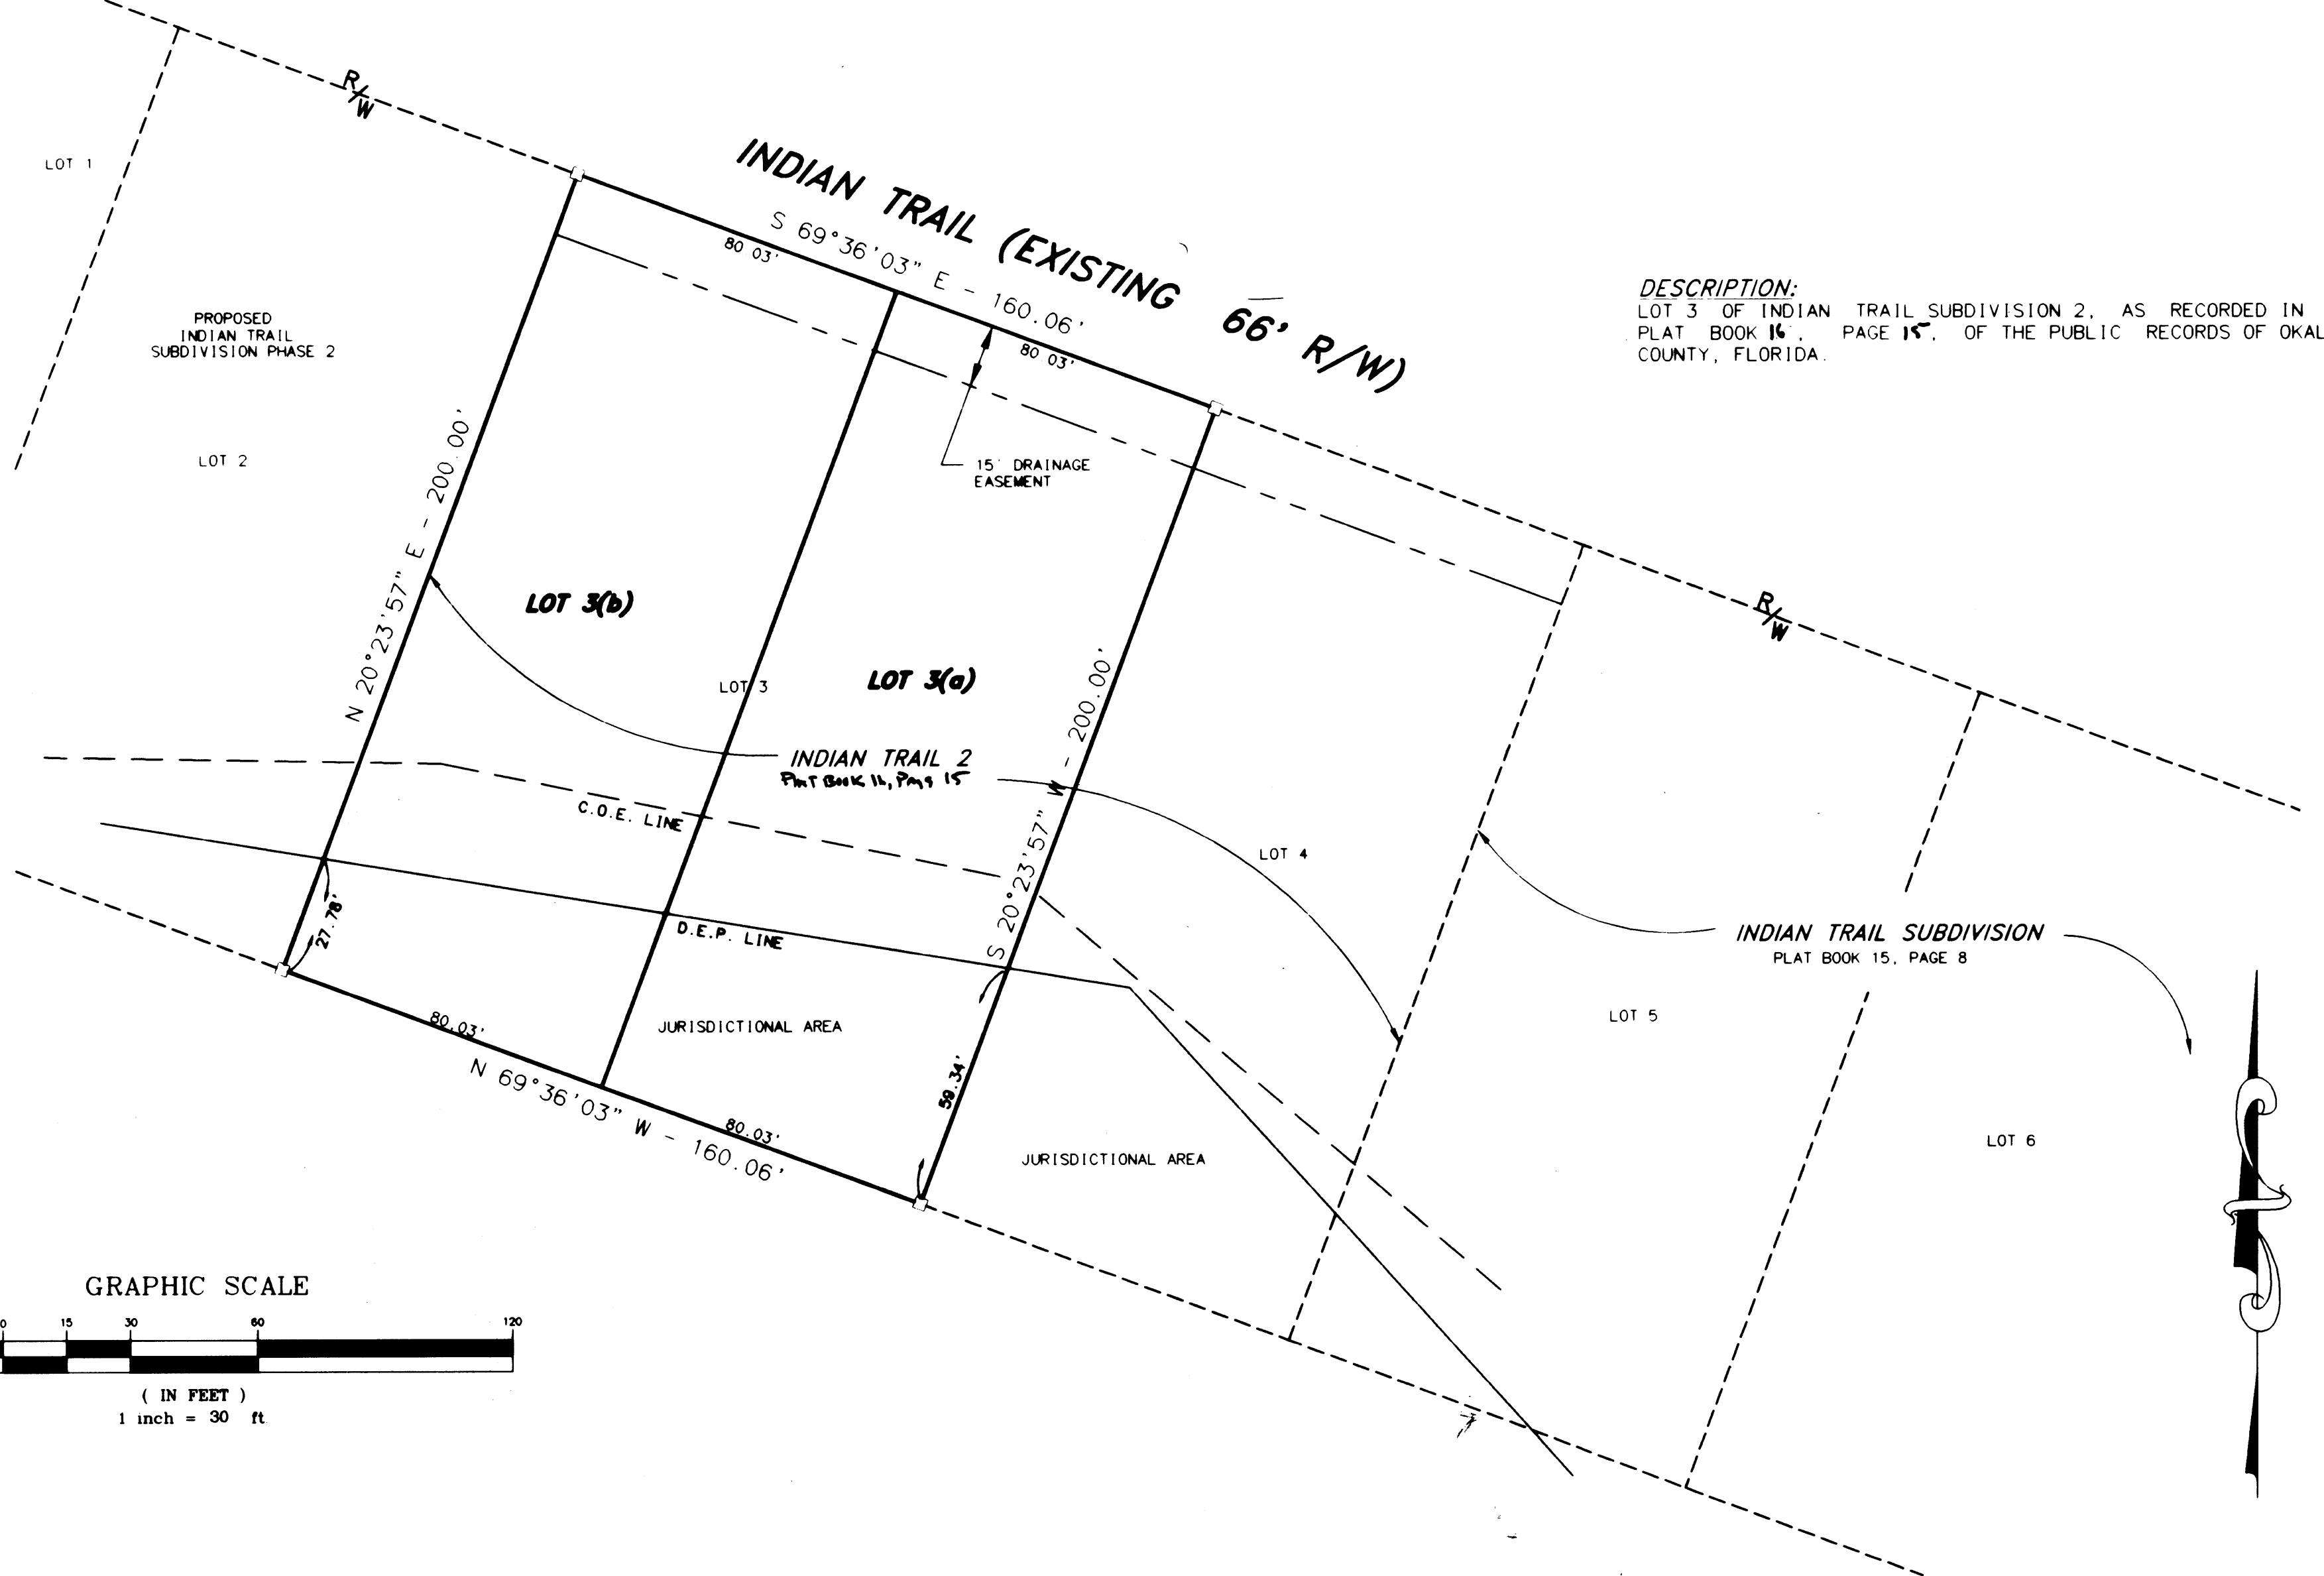 R/W
LOT 1
INDIAN TRAIL (EXISTING 66' R/W)
S 69°36'03" E - 160.06'
80 03'
80 03'
DESCRIPTION:
LOT 3 OF INDIAN TRAIL SUBDIVISION 2, AS RECORDED IN
PLAT BOOK 16, PAGE 15, OF THE PUBLIC RECORDS OF OKAL
COUNTY, FLORIDA.
PROPOSED
INDIAN TRAIL
SUBDIVISION PHASE 2
LOT 2
N 20°23'57" E - 200.00'
15' DRAINAGE
EASEMENT
LOT 3(b)
R/W
LOT 3
LOT 3(a)
INDIAN TRAIL 2
Plat Book 16, Page 15
S 20°23'57" W - 200.00'
C.O.E. LINE
LOT 4
27.78'
D.E.P. LINE
INDIAN TRAIL SUBDIVISION
PLAT BOOK 15, PAGE 8
LOT 5
80.03'
JURISDICTIONAL AREA
N 69°36'03" W - 160.06'
59.34'
80.03'
JURISDICTIONAL AREA
LOT 6
GRAPHIC SCALE
0 15 30 60 120
( IN FEET )
1 inch = 30 ft